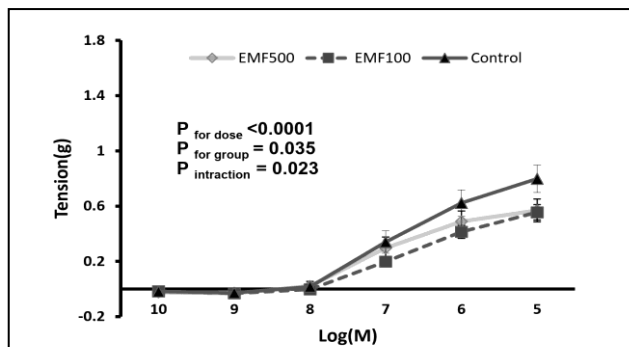 1.8
EMF500 EMF100 Control
1.4
P for dose <0.0001
P for group = 0.035
P intraction = 0.023
1
Tension(g)
0.6
0.2
-0.2
10 9 8 7 6 5
Log(M)